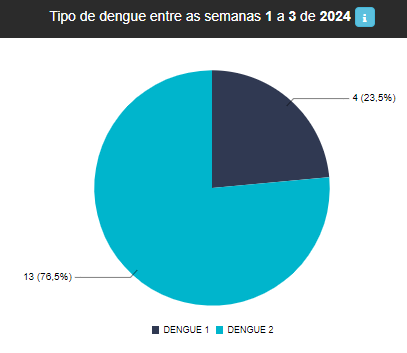 Tipo de dengue entre as semanas 1 a 3 de 2024 i
4 (23,5%)
13 (76,5%)
DENGUE 1 DENGUE 2